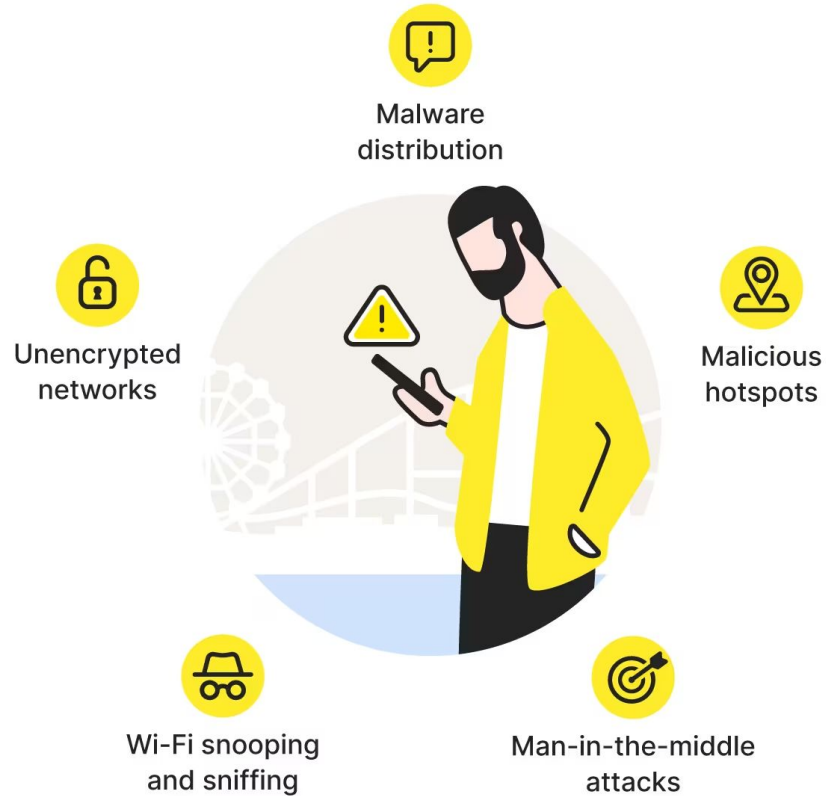 Malware
distribution
Unencrypted
networks
Malicious
hotspots
Wi-Fi snooping
and sniffing
Man-in-the-middle
attacks